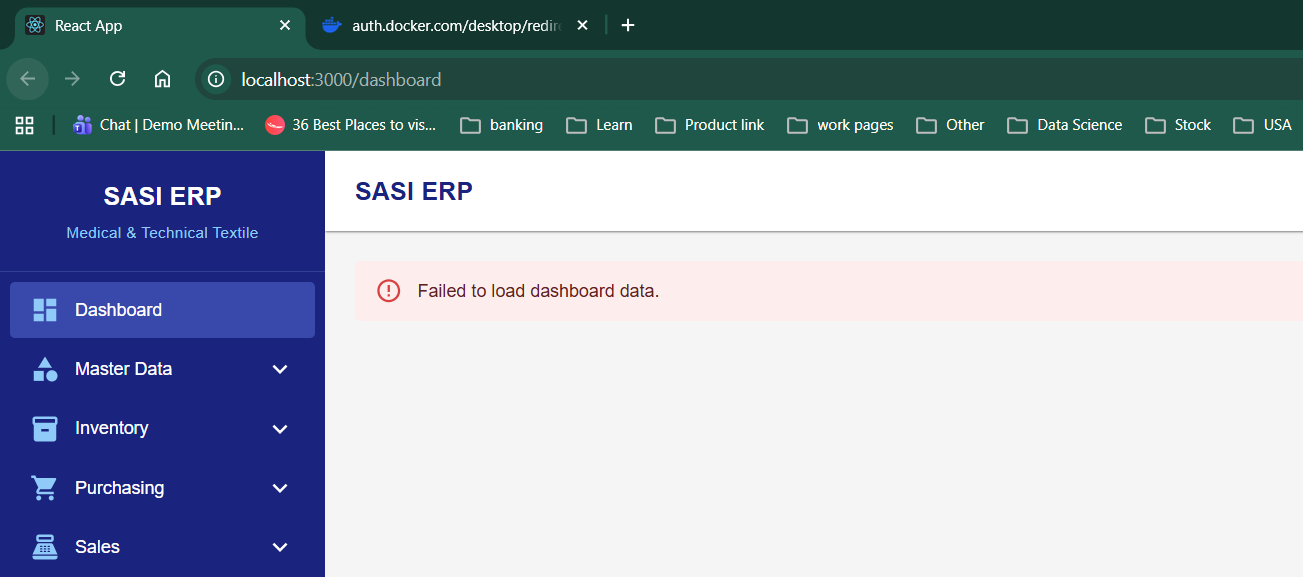 React App
auth.docker.com/desktop/redire
localhost:3000/dashboard
Chat | Demo Meetin... 36 Best Places to vis... banking Learn Product link work pages Other Data Science Stock USA
SASI ERP
Medical & Technical Textile
SASI ERP
Failed to load dashboard data.
Dashboard
Master Data
Inventory
Purchasing
Sales